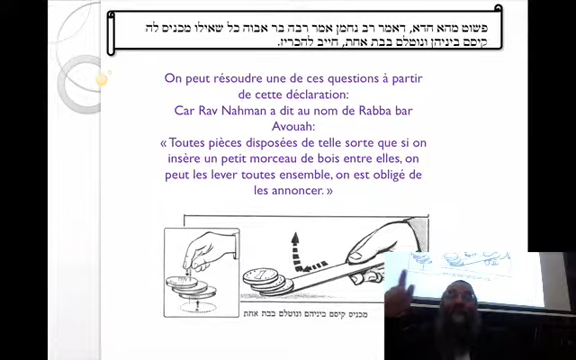 פשוט מהא חדא, דאמר רב נחמן אמר רבה בר אבוה כל שאילו מכניס לה
קיסם ביניהן ונוטלם בבת אחת, חייב להכריז.
On peut résoudre une de ces questions à partir
de cette déclaration:
Car Rav Nahman a dit au nom de Rabba bar
Avouah:
« Toutes pièces disposées de telle sorte que si on
insère un petit morceau de bois entre elles, on
peut les lever toutes ensemble, on est obligé de
les annoncer. »
מכניס קיסם ביניהם ונוטלם בבת אחת